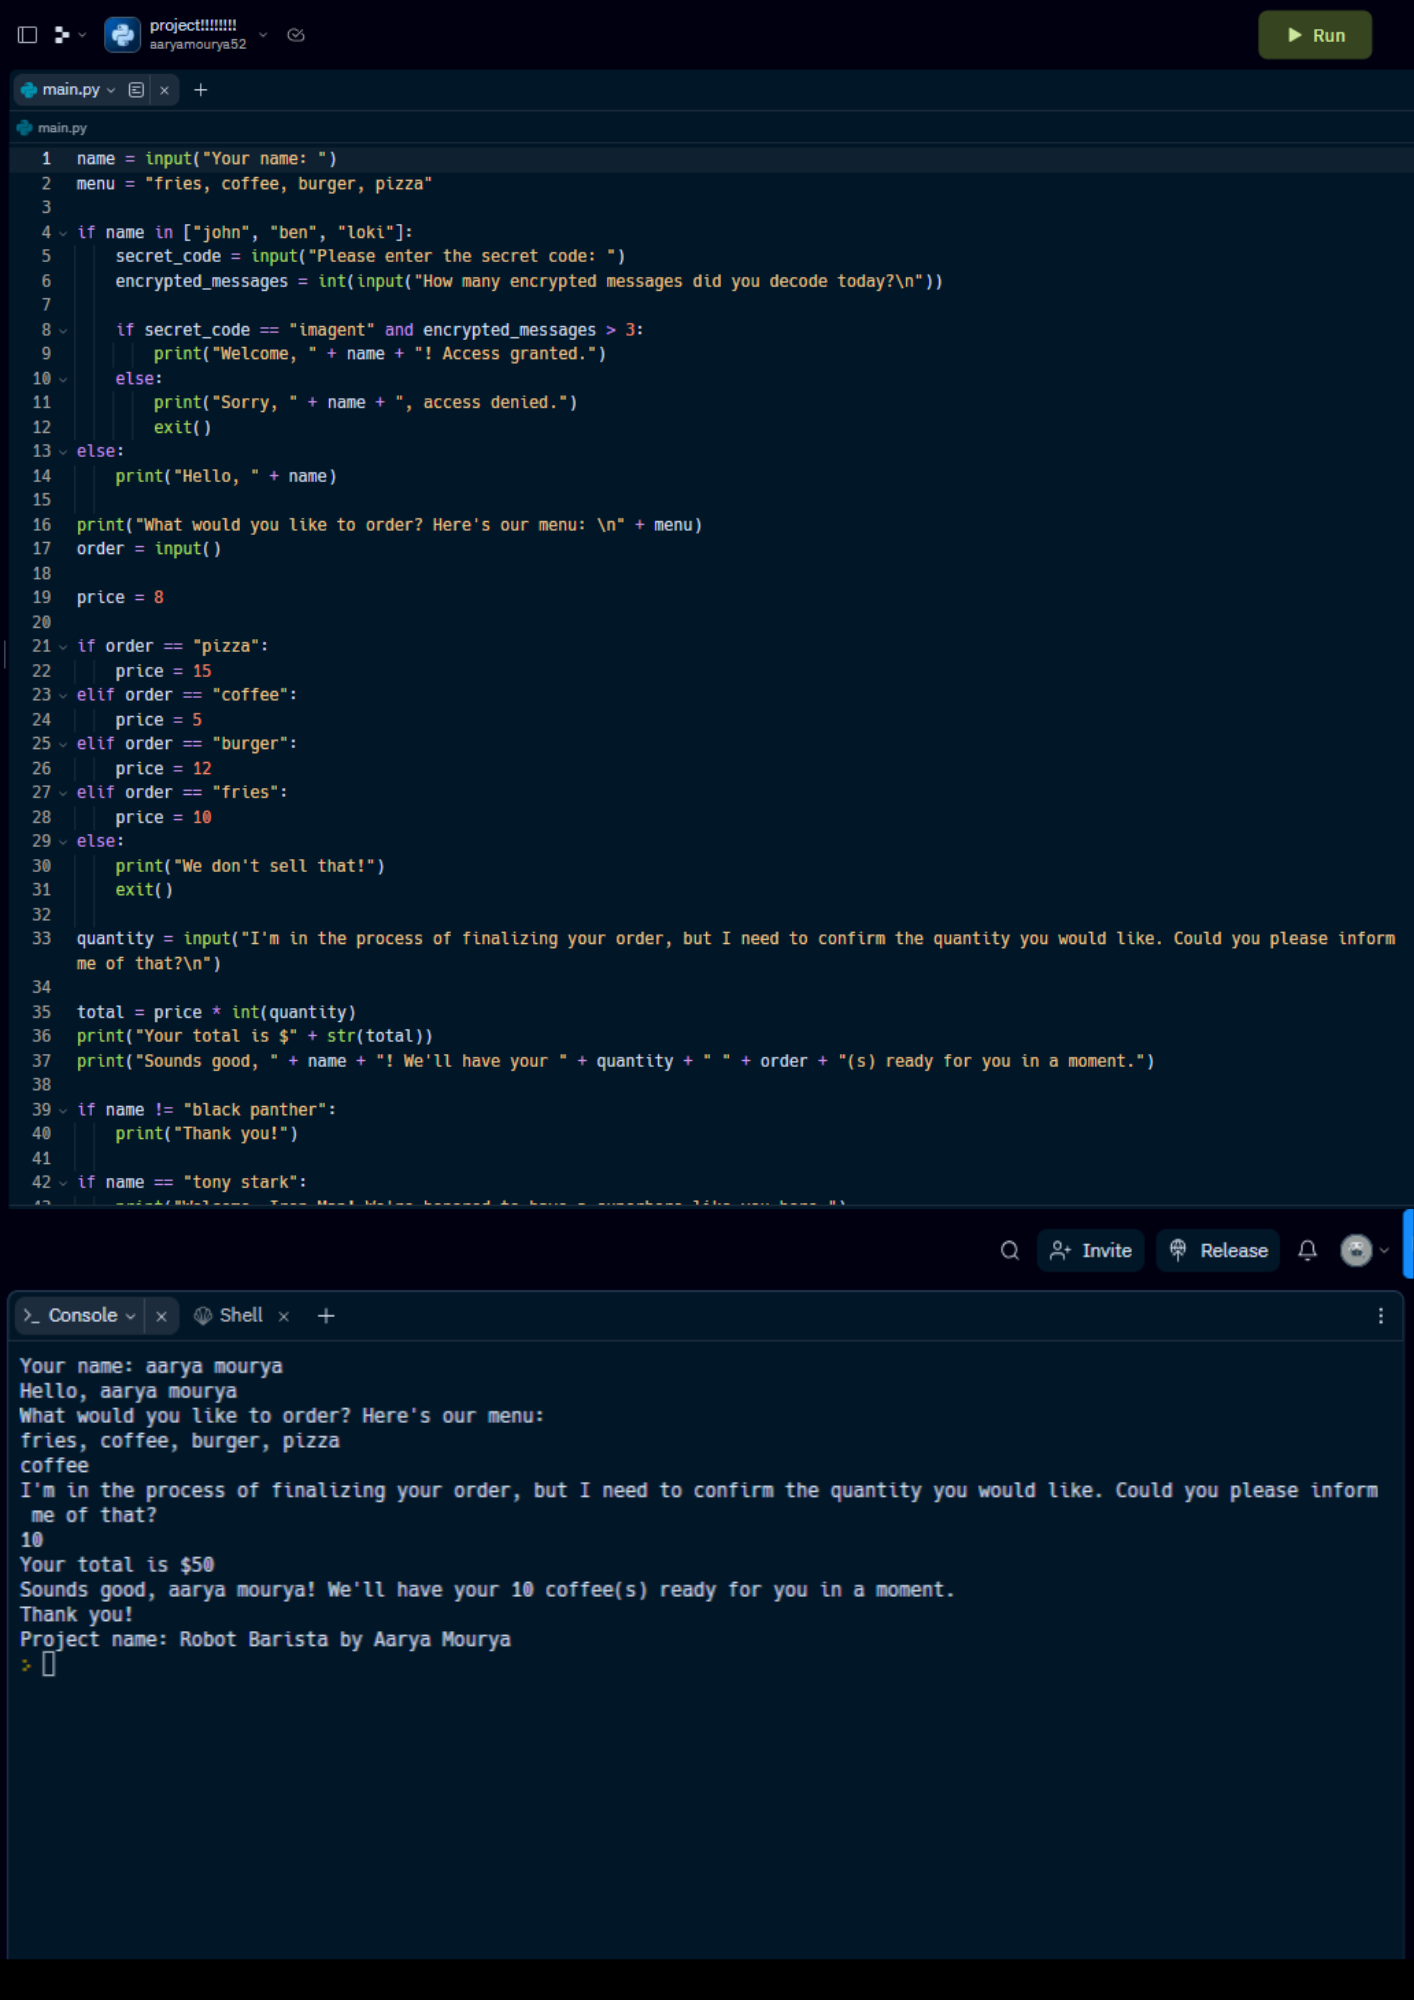 project!!!!!!!!
aaryamourya52
Run
main.py
main.py
1 name = input("Your name: ")
2 menu = "fries, coffee, burger, pizza"
3
4 if name in ["john", "ben", "loki"]:
5 secret_code = input("Please enter the secret code: ")
6 encrypted_messages = int(input("How many encrypted messages did you decode today?\n"))
7
8 if secret_code == "imagent" and encrypted_messages > 3:
9 print("Welcome, " + name + "! Access granted.")
10 else:
11 print("Sorry, " + name + ", access denied.")
12 exit()
13 else:
14 print("Hello, " + name)
15
16 print("What would you like to order? Here's our menu: \n" + menu)
17 order = input()
18
19 price = 8
20
21 if order == "pizza":
22 price = 15
23 elif order == "coffee":
24 price = 5
25 elif order == "burger":
26 price = 12
27 elif order == "fries":
28 price = 10
29 else:
30 print("We don't sell that!")
31 exit()
32
33 quantity = input("I'm in the process of finalizing your order, but I need to confirm the quantity you would like. Could you please inform
me of that?\n")
34
35 total = price * int(quantity)
36 print("Your total is $" + str(total))
37 print("Sounds good, " + name + "! We'll have your " + quantity + " " + order + "(s) ready for you in a moment.")
38
39 if name != "black panther":
40 print("Thank you!")
41
42 if name == "tony stark":
43 print("Welcome, Iron Man! We're honored to have a superhero like you here.")
Invite Release
Console Shell
Your name: aarya mourya
Hello, aarya mourya
What would you like to order? Here's our menu:
fries, coffee, burger, pizza
coffee
I'm in the process of finalizing your order, but I need to confirm the quantity you would like. Could you please inform
me of that?
10
Your total is $50
Sounds good, aarya mourya! We'll have your 10 coffee(s) ready for you in a moment.
Thank you!
Project name: Robot Barista by Aarya Mourya
>